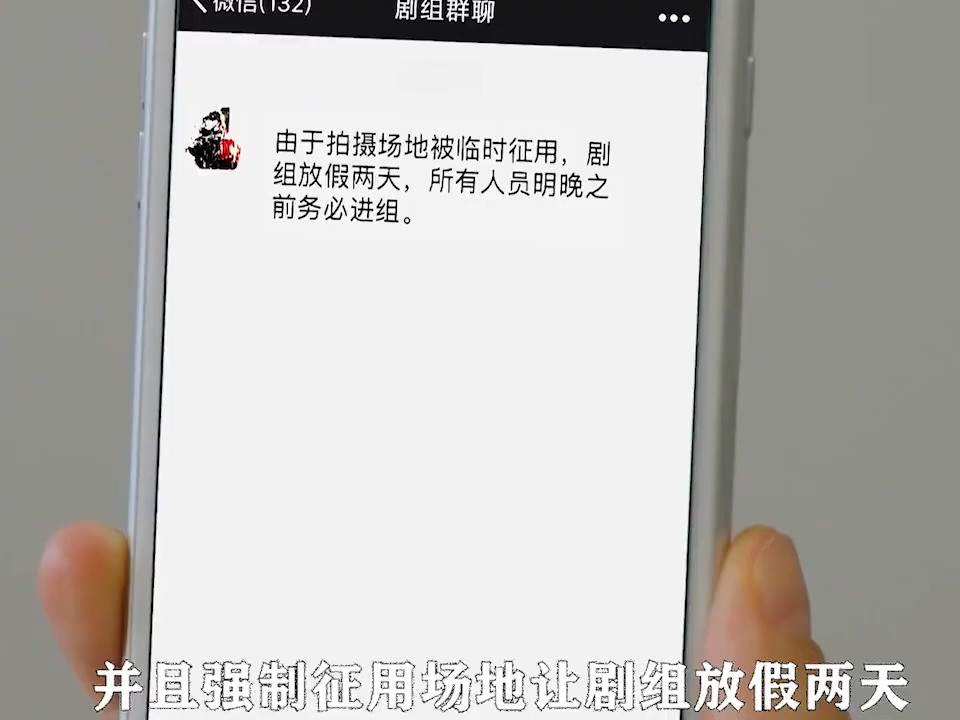 微信(132)
剧组群聊
由于拍摄场地被临时征用，剧
组放假两天，所有人员明晚之
前务必进组。
并且强制征用场地让剧组放假两天